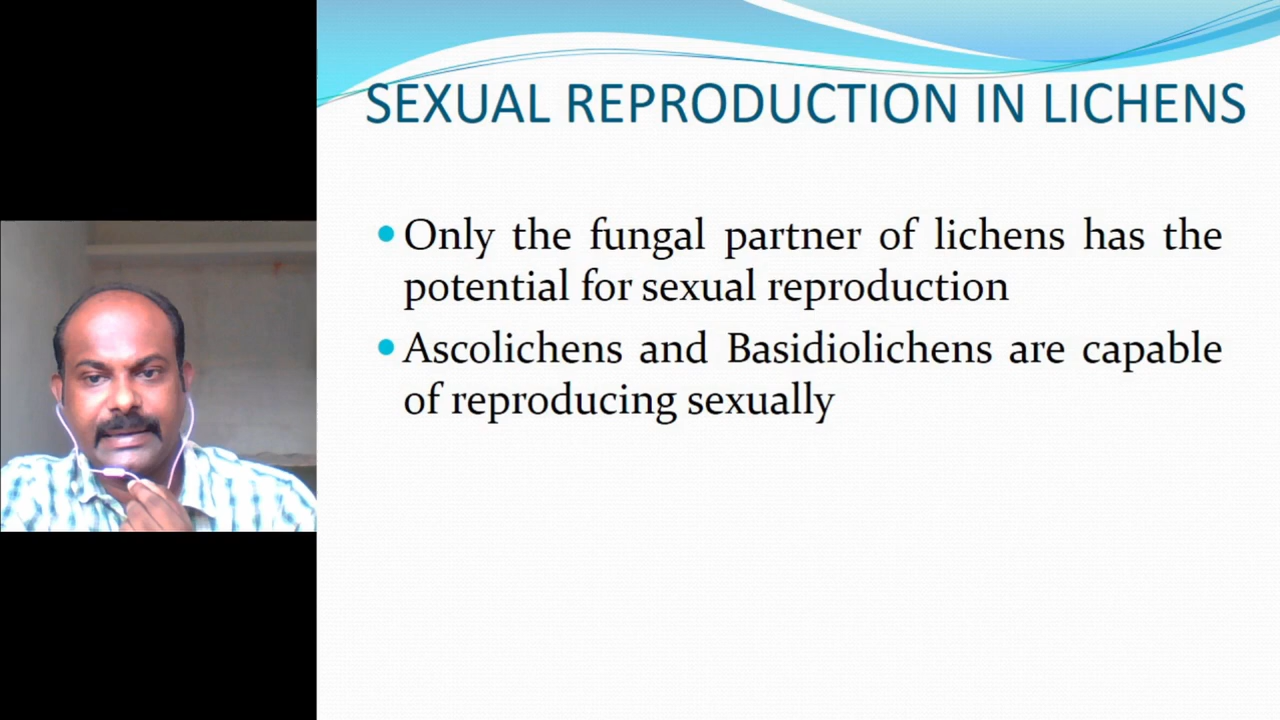 SEXUAL REPRODUCTION IN LICHENS
Only the fungal partner of lichens has the
potential for sexual reproduction
Ascolichens and Basidiolichens are capable
of reproducing sexually